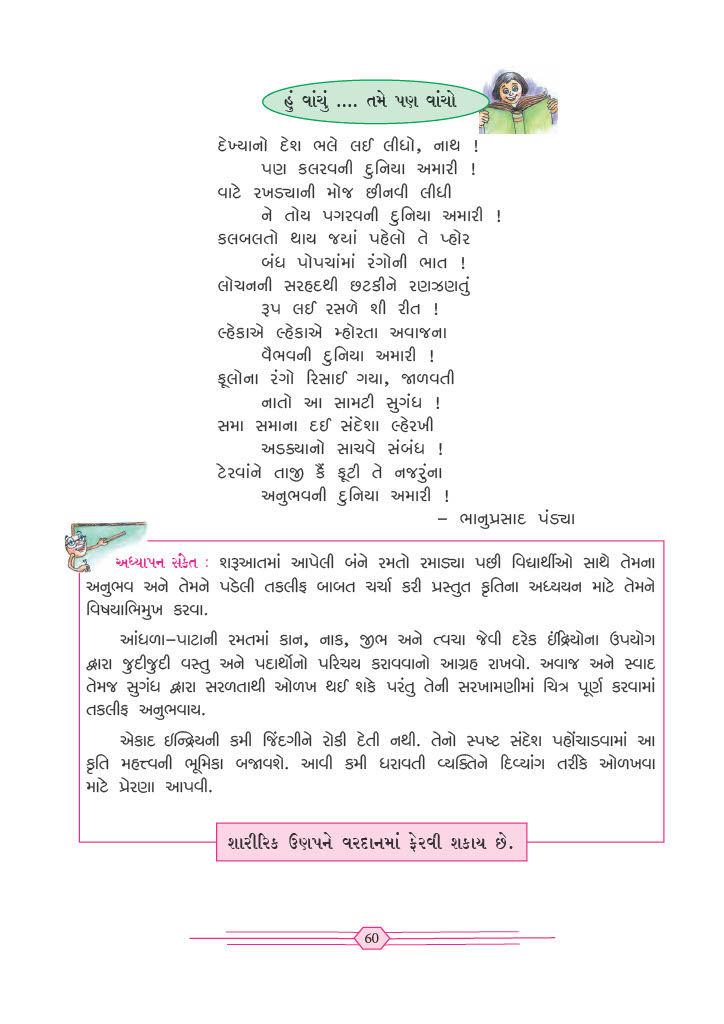 હું વાંચું .... તમે પણ વાંચો
દેખ્યાનો દેશ ભલે લઈ લીધો, નાથ !
પણ કલરવની દુનિયા અમારી !
વાટે રખડ્યાની મોજ છીનવી લીધી
ને તોય પગરવની દુનિયા અમારી !
કલબલતો થાય જ્યાં પહેલો તે પ્હોર
બંધ પોપચાંમાં રંગોની ભાત !
લોચનની સરહદથી છટકીને રણઝણતું
રૂપ લઈ રસળે શી રીત !
લ્હેકાએ લ્હેકાએ મ્હોરતા અવાજના
વૈભવની દુનિયા અમારી !
ફૂલોના રંગો રિસાઈ ગયા, જાળવતી
નાતો આ સામટી સુગંધ !
સમા સમાના દઈ સંદેશા લ્હેરખી
અડક્યાનો સાચવે સંબંધ !
ટેરવાંને તાજી કૈં ફૂટી તે નજરુંના
અનુભવની દુનિયા અમારી !
– ભાનુપ્રસાદ પંડ્યા
અધ્યાપન સંકેત : શરૂઆતમાં આપેલી બંને રમતો રમાડ્યા પછી વિદ્યાર્થીઓ સાથે તેમના
અનુભવ અને તેમને પડેલી તકલીફ બાબત ચર્ચા કરી પ્રસ્તુત કૃતિના અધ્યયન માટે તેમને
વિષયાભિમુખ કરવા.
આંધળા–પાટાની રમતમાં કાન, નાક, જીભ અને ત્વચા જેવી દરેક ઈંદ્રિયોના ઉપયોગ
દ્વારા જુદીજુદી વસ્તુ અને પદાર્થોનો પરિચય કરાવવાનો આગ્રહ રાખવો. અવાજ અને સ્વાદ
તેમજ સુગંધ દ્વારા સરળતાથી ઓળખ થઈ શકે પરંતુ તેની સરખામણીમાં ચિત્ર પૂર્ણ કરવામાં
તકલીફ અનુભવાય.
એકાદ ઈન્દ્રિયની કમી જિંદગીને રોકી દેતી નથી. તેનો સ્પષ્ટ સંદેશ પહોંચાડવામાં આ
કૃતિ મહત્ત્વની ભૂમિકા બજાવશે. આવી કમી ધરાવતી વ્યક્તિને દિવ્યાંગ તરીકે ઓળખવા
માટે પ્રેરણા આપવી.
શારીરિક ઉણપને વરદાનમાં ફેરવી શકાય છે.
60